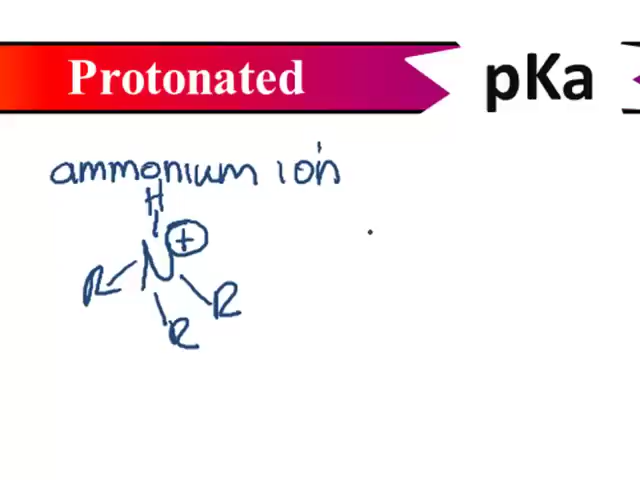 Protonated pKa
ammonium ion
H
N +
R R
R